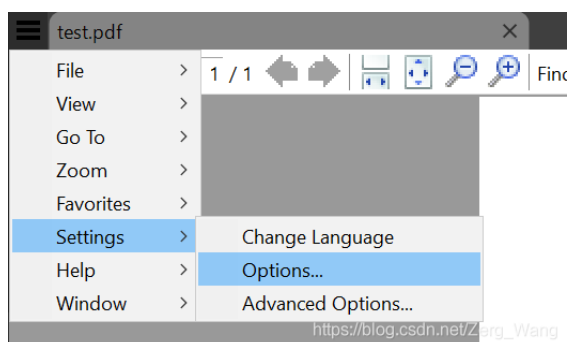 test.pdf
1 / 1 Find
File
View
Go To
Zoom
Favorites
Settings
Help
Window
Change Language
Options...
Advanced Options...
https://blog.csdn.net/Zerg_Wang